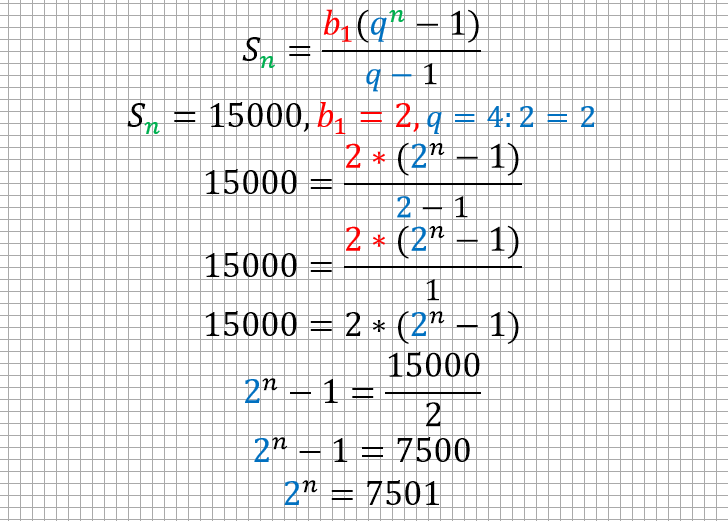 Sₙ = b₁(qⁿ − 1) / q − 1
Sₙ = 15000, b₁ = 2, q = 4: 2 = 2
15000 = 2 * (2ⁿ − 1) / 2 − 1
15000 = 2 * (2ⁿ − 1) / 1
15000 = 2 * (2ⁿ − 1)
2ⁿ − 1 = 15000 / 2
2ⁿ − 1 = 7500
2ⁿ = 7501